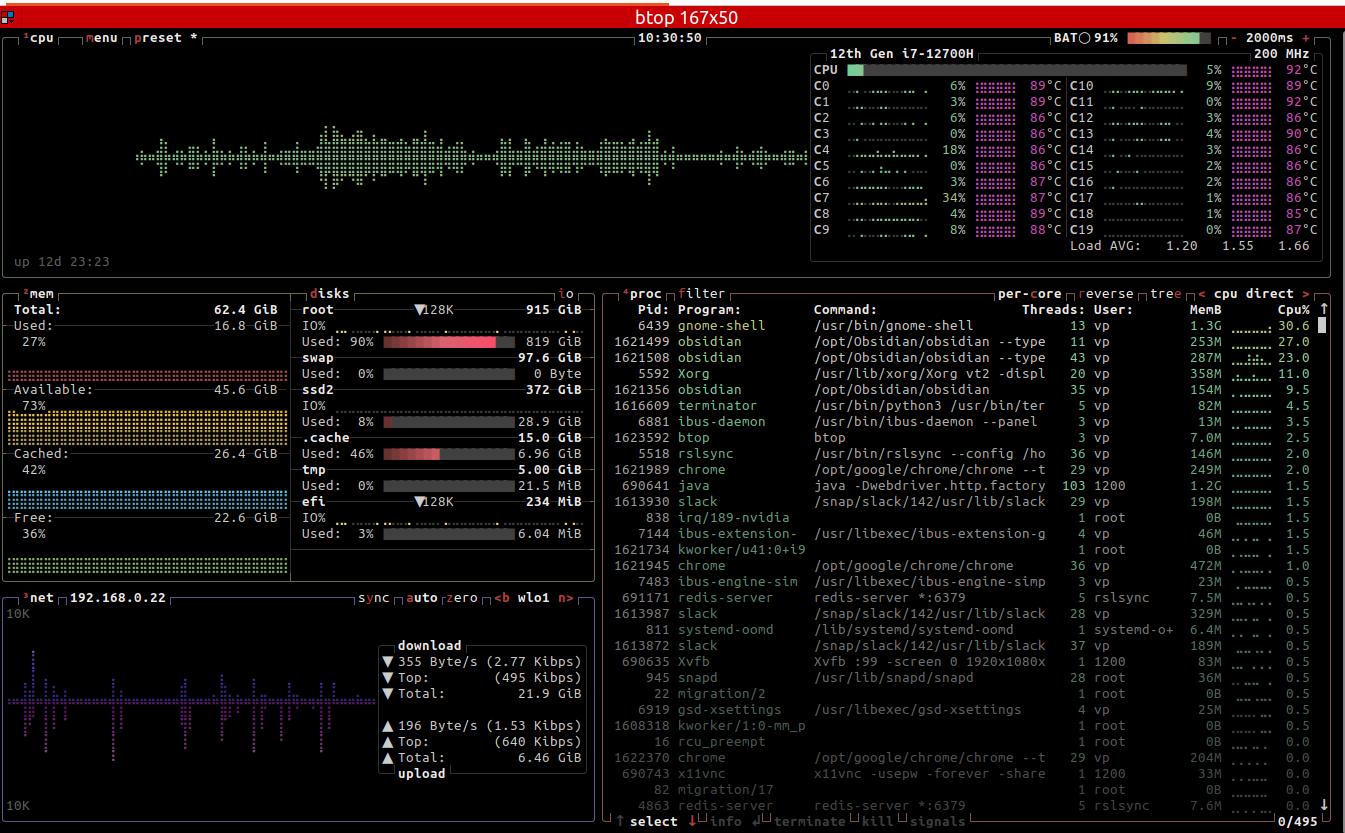 btop 167x50
¹cpu menu preset * 10:30:50 BAT 91% - 2000ms +
12th Gen i7-12700H 200 MHz
CPU 5% 92°C
C0 6% 89°C C10 9% 89°C
C1 3% 89°C C11 0% 92°C
C2 6% 86°C C12 3% 86°C
C3 0% 86°C C13 4% 90°C
C4 18% 86°C C14 3% 86°C
C5 0% 86°C C15 2% 86°C
C6 3% 87°C C16 2% 86°C
C7 34% 87°C C17 1% 86°C
C8 4% 89°C C18 1% 85°C
C9 8% 88°C C19 0% 87°C
Load AVG: 1.20 1.55 1.66
up 12d 23:23
²mem
Total: 62.4 GiB
Used: 16.8 GiB
27%
Available: 45.6 GiB
73%
Cached: 26.4 GiB
42%
Free: 22.6 GiB
36%
disks io
root ▼128K 915 GiB
IO%
Used: 90% 819 GiB
swap 97.6 GiB
Used: 0% 0 Byte
ssd2 372 GiB
IO%
Used: 8% 28.9 GiB
.cache 15.0 GiB
Used: 46% 6.96 GiB
tmp 5.00 GiB
Used: 0% 21.5 MiB
efi ▼128K 234 MiB
IO%
Used: 3% 6.04 MiB
³net 192.168.0.22 sync auto zero <b wlo1 n>
10K
download
▼ 355 Byte/s (2.77 Kibps)
▼ Top: (495 Kibps)
▼ Total: 21.9 GiB
▲ 196 Byte/s (1.53 Kibps)
▲ Top: (640 Kibps)
▲ Total: 6.46 GiB
upload
10K
⁴proc filter per-core reverse tree < cpu direct >
Pid: Program: Command: Threads: User: MemB Cpu% ↑
6439 gnome-shell /usr/bin/gnome-shell 13 vp 1.3G 30.6
1621499 obsidian /opt/Obsidian/obsidian --type 11 vp 253M 27.0
1621508 obsidian /opt/Obsidian/obsidian --type 43 vp 287M 23.0
5592 Xorg /usr/lib/xorg/Xorg vt2 -displ 20 vp 358M 11.0
1621356 obsidian /opt/Obsidian/obsidian 35 vp 154M 9.5
1616609 terminator /usr/bin/python3 /usr/bin/ter 5 vp 82M 4.5
6881 ibus-daemon /usr/bin/ibus-daemon --panel 3 vp 13M 3.5
1623592 btop btop 3 vp 7.0M 2.5
5518 rslsync /usr/bin/rslsync --config /ho 36 vp 146M 2.0
1621989 chrome /opt/google/chrome/chrome --t 29 vp 249M 2.0
690641 java java -Dwebdriver.http.factory 103 1200 1.2G 1.5
1613930 slack /snap/slack/142/usr/lib/slack 29 vp 198M 1.5
838 irq/189-nvidia 1 root 0B 1.5
7144 ibus-extension- /usr/libexec/ibus-extension-g 4 vp 46M 1.5
1621734 kworker/u41:0+i9 1 root 0B 1.5
1621945 chrome /opt/google/chrome/chrome 36 vp 472M 1.0
7483 ibus-engine-sim /usr/libexec/ibus-engine-simp 3 vp 23M 0.5
691171 redis-server redis-server *:6379 5 rslsync 7.5M 0.5
1613987 slack /snap/slack/142/usr/lib/slack 28 vp 329M 0.5
811 systemd-oomd /lib/systemd/systemd-oomd 1 systemd-o+ 6.4M 0.5
1613872 slack /snap/slack/142/usr/lib/slack 37 vp 189M 0.5
690635 Xvfb Xvfb :99 -screen 0 1920x1080x 1 1200 83M 0.5
945 snapd /usr/lib/snapd/snapd 28 root 36M 0.5
22 migration/2 1 root 0B 0.5
6919 gsd-xsettings /usr/libexec/gsd-xsettings 4 vp 25M 0.5
1608318 kworker/1:0-mm_p 1 root 0B 0.5
16 rcu_preempt 1 root 0B 0.0
1622370 chrome /opt/google/chrome/chrome --t 29 vp 204M 0.0
690743 x11vnc x11vnc -usepw -forever -share 1 1200 33M 0.0
82 migration/17 1 root 0B 0.0
4863 redis-server redis-server *:6379 5 rslsync 7.6M 0.0 ↓
↑ select ↓ info ↲ terminate kill signals 0/495